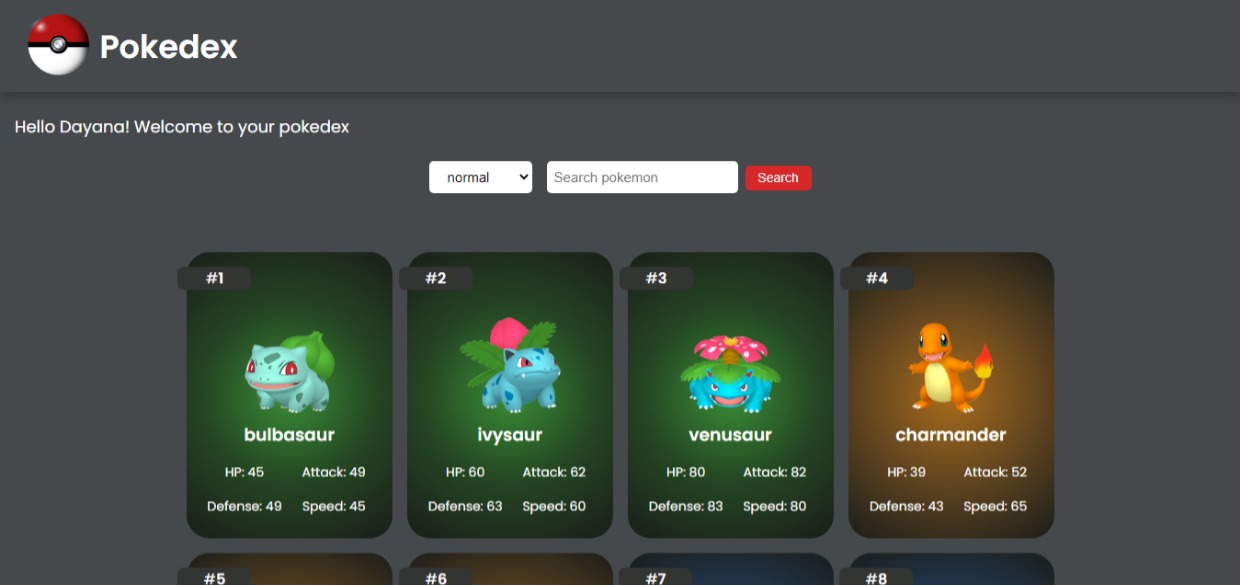 Pokedex
Hello Dayana! Welcome to your pokedex
normal Search pokemon Search
#1 #2 #3 #4
bulbasaur ivysaur venusaur charmander
HP: 45 Attack: 49 HP: 60 Attack: 62 HP: 80 Attack: 82 HP: 39 Attack: 52
Defense: 49 Speed: 45 Defense: 63 Speed: 60 Defense: 83 Speed: 80 Defense: 43 Speed: 65
#5 #6 #7 #8